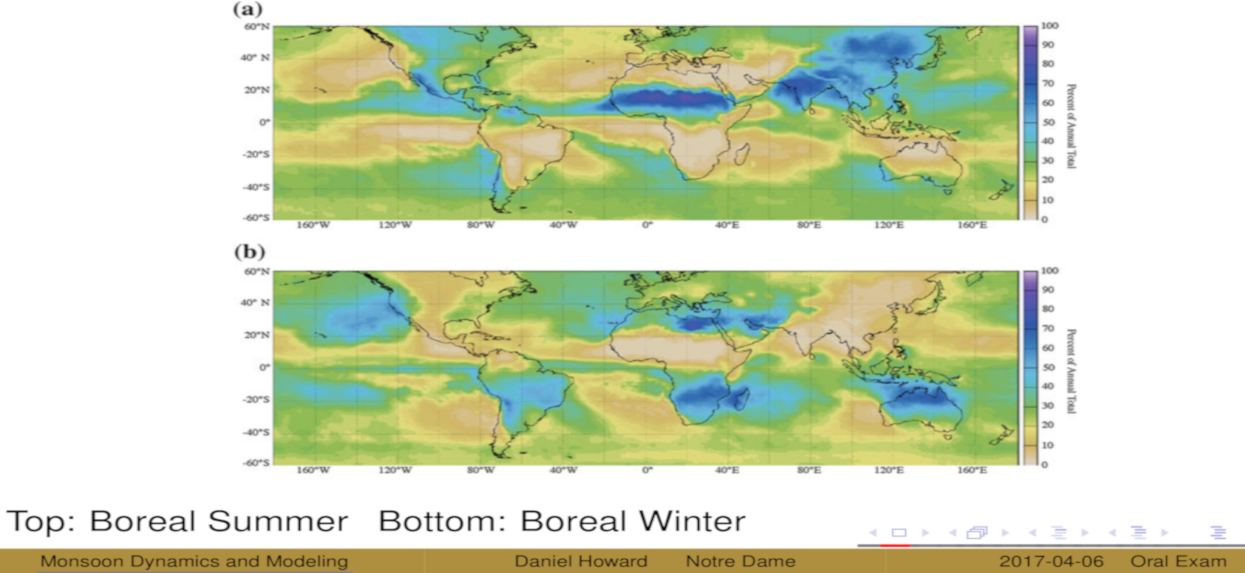 (a)
60°N
40° N
20°N
0°
-20°S
-40°S
-60°S
160°W 120°W 80°W 40°W 0° 40°E 80°E 120°E 160°E
100
90
80
70
60
50
40
30
20
10
0
Percent of Annual Total
(b)
60°N
40° N
20°N
0°
-20°S
-40°S
-60°S
160°W 120°W 80°W 40°W 0° 40°E 80°E 120°E 160°E
100
90
80
70
60
50
40
30
20
10
0
Percent of Annual Total
Top: Boreal Summer Bottom: Boreal Winter
Monsoon Dynamics and Modeling Daniel Howard Notre Dame 2017-04-06 Oral Exam